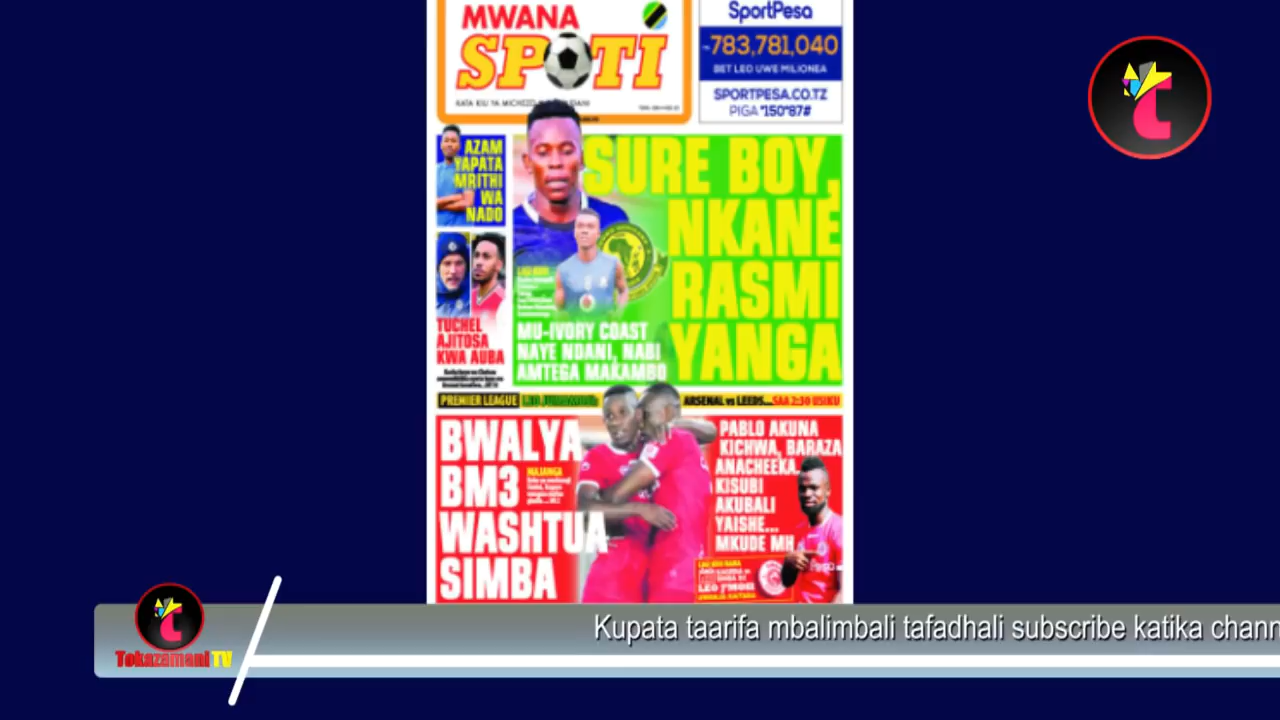 MWANA
SPOTI
SportPesa
783,781,040
BET LEO UWE MILIONEA
SPORTPESA.CO.TZ
PIGA *150*87#
AZAM
YAPATA
MRITHI
WA
NADO
SURE BOY,
NKANE
RASMI
YANGA
MU-IVORY COAST
NAYE NDANI, NABI
AMTEGA MAKAMBO
TUCHEL
AJITOSA
KWA AUBA
PREMIER LEAGUE
ARSENAL vs LEEDS...SAA 2:30 USIKU
BWALYA
BM3
WASHTUA
SIMBA
PABLO AKUNA
KICHWA, BARAZA
ANACHEEKA..
KISUBI
AKUBALI
YAISHE...
MKUDE MH
Kupata taarifa mbalimbali tafadhali subscribe katika chann
Tokazamani TV